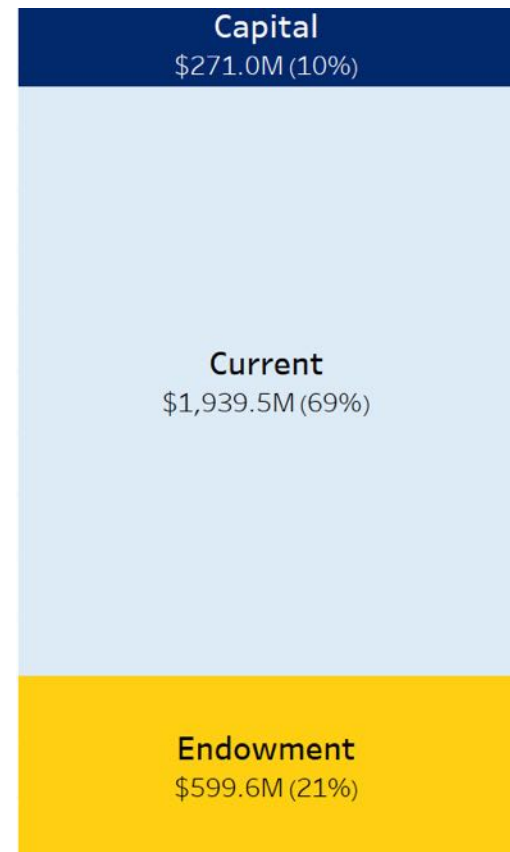 Capital
$271.0M (10%)
Current
$1,939.5M (69%)
Endowment
$599.6M (21%)